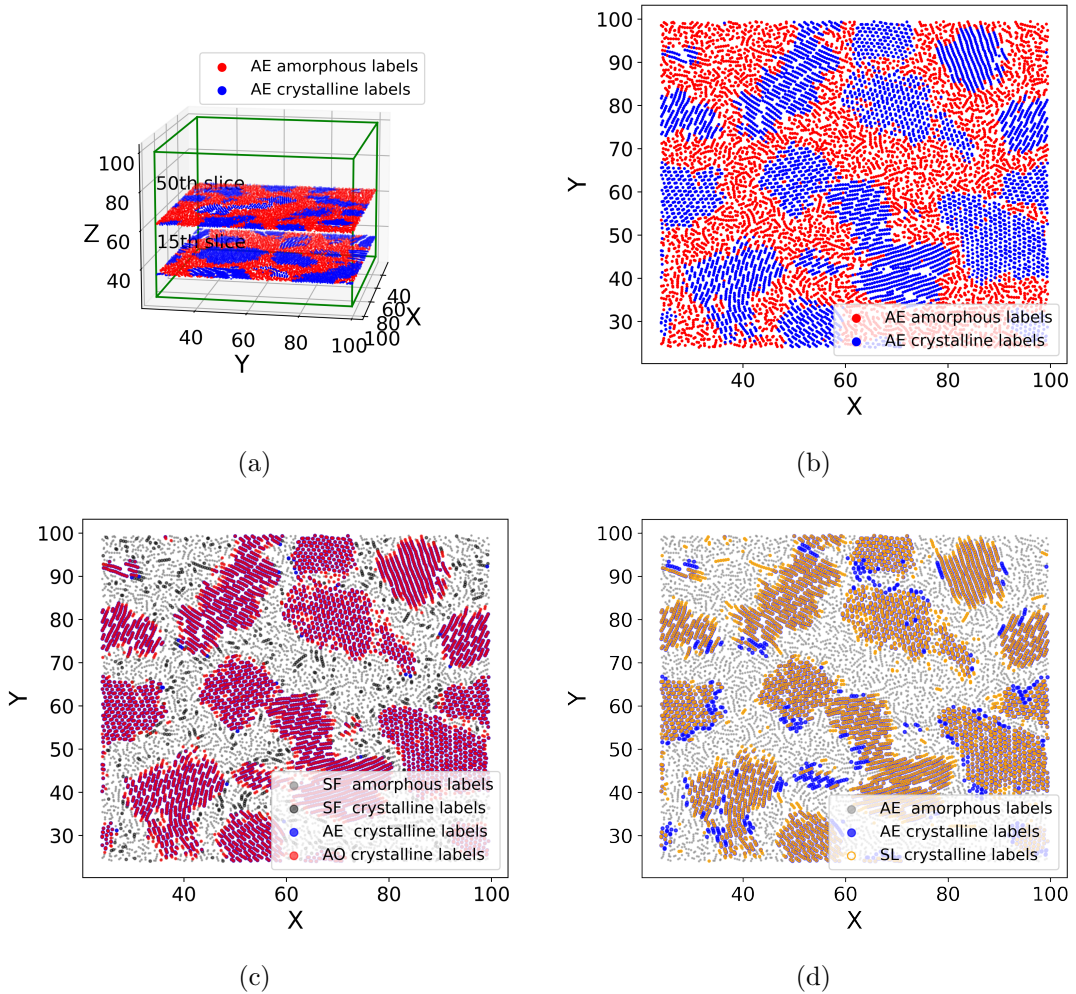 AE amorphous labels
AE crystalline labels
100
80
60
40
Z
50th slice
15th slice
40
60
80
100
Y
40
60
80
100
X
(a)
100
90
80
70
60
50
40
30
Y
AE amorphous labels
AE crystalline labels
40
60
80
100
X
(b)
100
90
80
70
60
50
40
30
Y
SF amorphous labels
SF crystalline labels
AE crystalline labels
AO crystalline labels
40
60
80
100
X
(c)
100
90
80
70
60
50
40
30
Y
AE amorphous labels
AE crystalline labels
SL crystalline labels
40
60
80
100
X
(d)